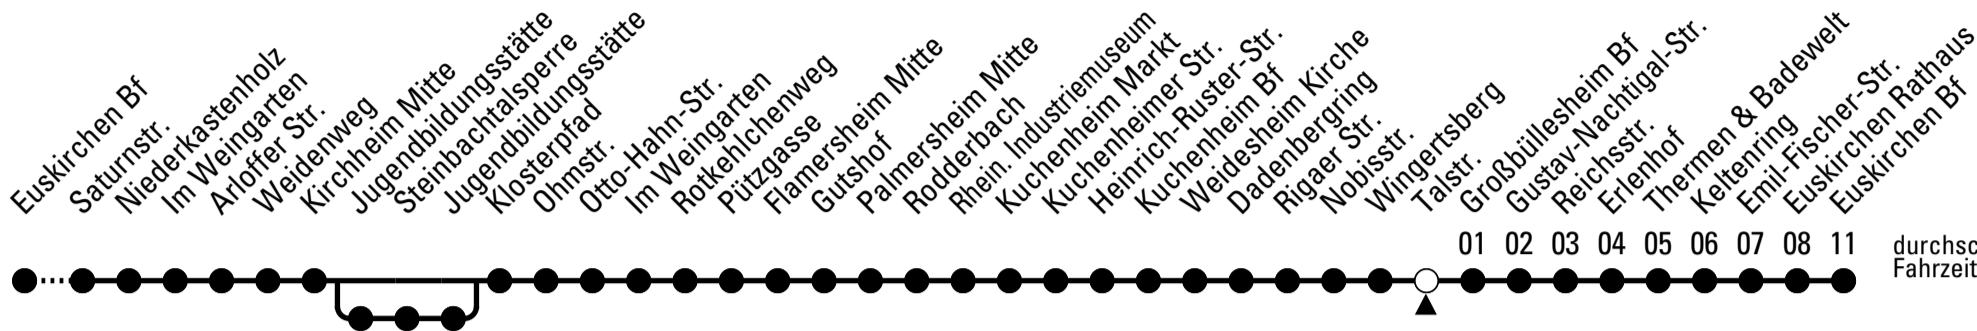 Euskirchen Bf
Saturnstr.
Niederkastenholz
Im Weingarten
Arloffer Str.
Weidenweg
Kirchheim Mitte
Jugendbildungsstätte
Steinbachtalsperre
Jugendbildungsstätte
Klosterpfad
Ohmstr.
Otto-Hahn-Str.
Im Weingarten
Rotkehlchenweg
Pützgasse
Flamersheim Mitte
Gutshof
Palmersheim Mitte
Rodderbach
Rhein. Industriemuseum
Kuchenheim Markt
Kuchenheimer Str.
Heinrich-Ruster-Str.
Kuchenheim Bf
Weidesheim Kirche
Dadenbergring
Rigaer Str.
Nobisstr.
Wingertsberg
Talstr.
Großbüllesheim Bf
Gustav-Nachtigal-Str.
Reichsstr.
Erlenhof
Thermen & Badewelt
Keltenring
Emil-Fischer-Str.
Euskirchen Rathaus
Euskirchen Bf
01 02 03 04 05 06 07 08 11
durchsc
Fahrzeit